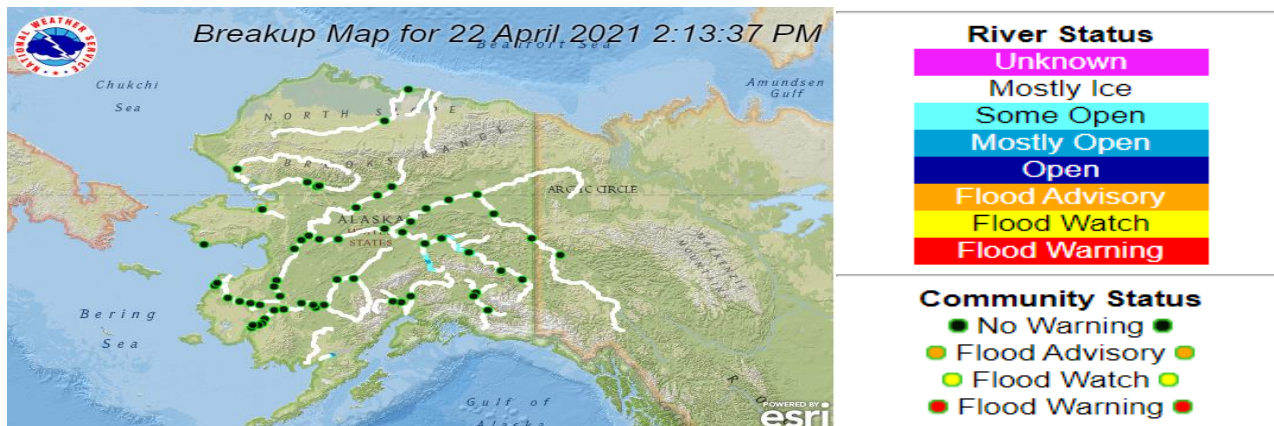 Breakup Map for 22 April 2021 2:13:37 PM
NATIONAL WEATHER SERVICE
Beaufort Sea
Chukchi
Sea
Amundsen
Gulf
NORTH SLOPE
BROOKS RANGE
ARCTIC CIRCLE
ALASKA
STATES
MACKENZIE
MOUNTAINS
Bering
Sea
Gulf of
Alaska
POWERED BY
esri
River Status
Unknown
Mostly Ice
Some Open
Mostly Open
Open
Flood Advisory
Flood Watch
Flood Warning
Community Status
No Warning
Flood Advisory
Flood Watch
Flood Warning